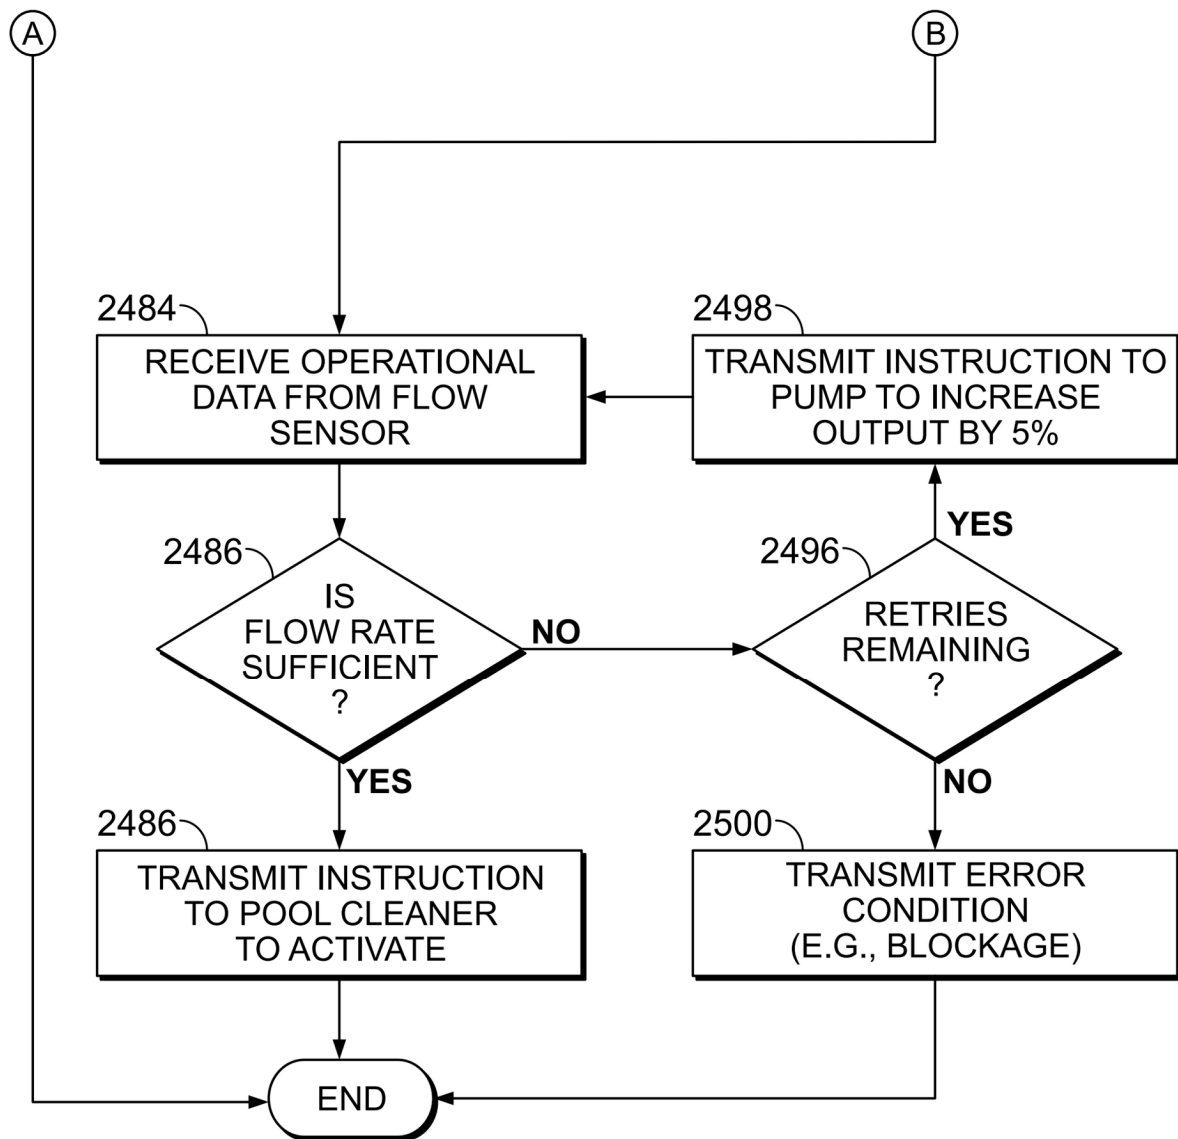 A
B
2484
RECEIVE OPERATIONAL
DATA FROM FLOW
SENSOR
2498
TRANSMIT INSTRUCTION TO
PUMP TO INCREASE
OUTPUT BY 5%
2486
IS
FLOW RATE
SUFFICIENT
?
NO
YES
2496
RETRIES
REMAINING
?
YES
NO
2486
TRANSMIT INSTRUCTION
TO POOL CLEANER
TO ACTIVATE
2500
TRANSMIT ERROR
CONDITION
(E.G., BLOCKAGE)
END